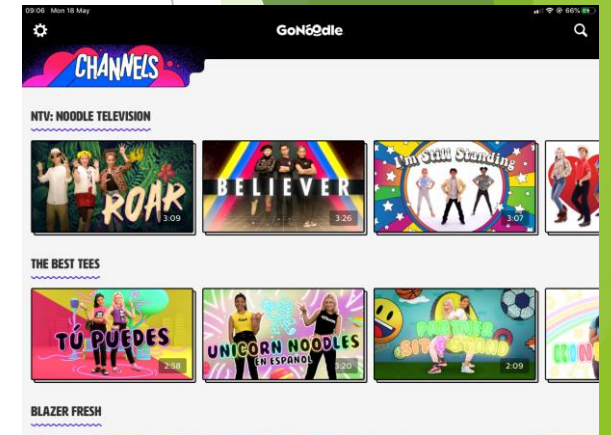 09:06 Mon 18 May
66%
GoNoodle
CHANNELS
NTV: NOODLE TELEVISION
ROAR
3:09
BELIEVER
3:26
I'm Still Standing
3:07
THE BEST TEES
TÚ PUEDES
2:58
UNICORN NOODLES
EN ESPAÑOL
3:20
PARTNER
SIT & STAND
2:09
KIN
BLAZER FRESH